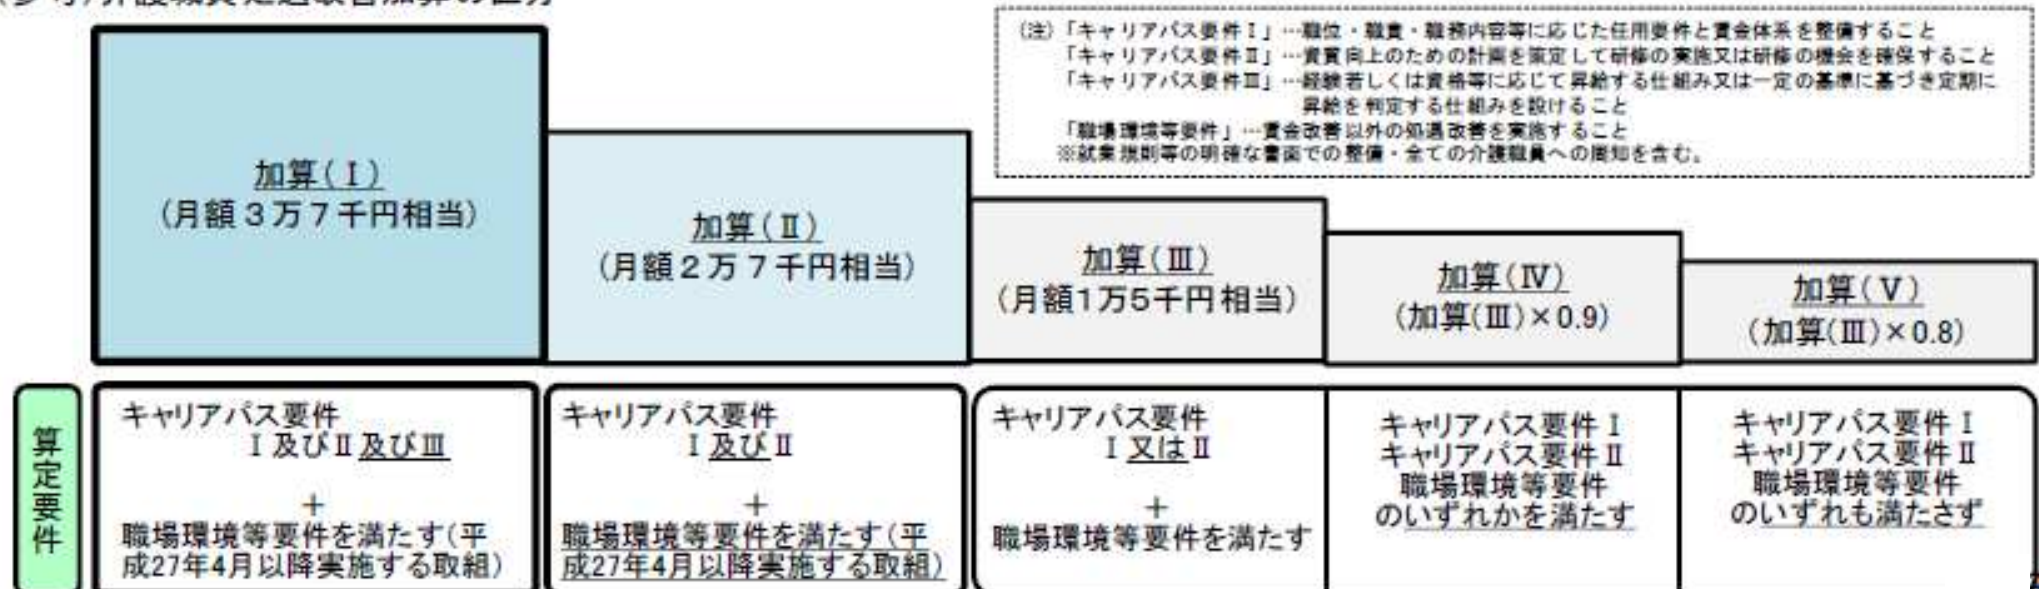 (注)「キャリアパス要件Ⅰ」…職位・職責・職務内容等に応じた任用要件と賃金体系を整備すること
「キャリアパス要件Ⅱ」…資質向上のための計画を策定して研修の実施又は研修の機会を確保すること
「キャリアパス要件Ⅲ」…経験若しくは資格等に応じて昇給する仕組み又は一定の基準に基づき定期に
昇給を判定する仕組みを設けること
「職場環境等要件」…賃金改善以外の処遇改善を実施すること
※就業規則等の明確な書面での整備・全ての介護職員への周知を含む。
加算(Ⅰ)
(月額3万7千円相当)
加算(Ⅱ)
(月額2万7千円相当)
加算(Ⅲ)
(月額1万5千円相当)
加算(Ⅳ)
(加算(Ⅲ)×0.9)
加算(Ⅴ)
(加算(Ⅲ)×0.8)
算定要件
キャリアパス要件
Ⅰ及びⅡ及びⅢ
+
職場環境等要件を満たす(平
成27年4月以降実施する取組)
キャリアパス要件
Ⅰ及びⅡ
+
職場環境等要件を満たす(平
成27年4月以降実施する取組)
キャリアパス要件
Ⅰ又はⅡ
+
職場環境等要件を満たす
キャリアパス要件Ⅰ
キャリアパス要件Ⅱ
職場環境等要件
のいずれかを満たす
キャリアパス要件Ⅰ
キャリアパス要件Ⅱ
職場環境等要件
のいずれも満たさず